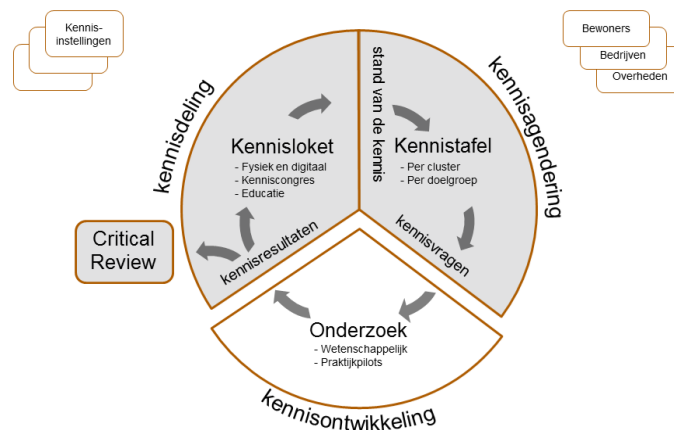 Kennis-
instellingen
Bewoners
Bedrijven
Overheden
kennisdeling
stand van de kennis
kennisagendering
Kennisloket
- Fysiek en digitaal
- Kenniscongres
- Educatie
Kennistafel
- Per cluster
- Per doelgroep
Critical
Review
kennisresultaten
kennisvragen
Onderzoek
- Wetenschappelijk
- Praktijkpilots
kennisontwikkeling